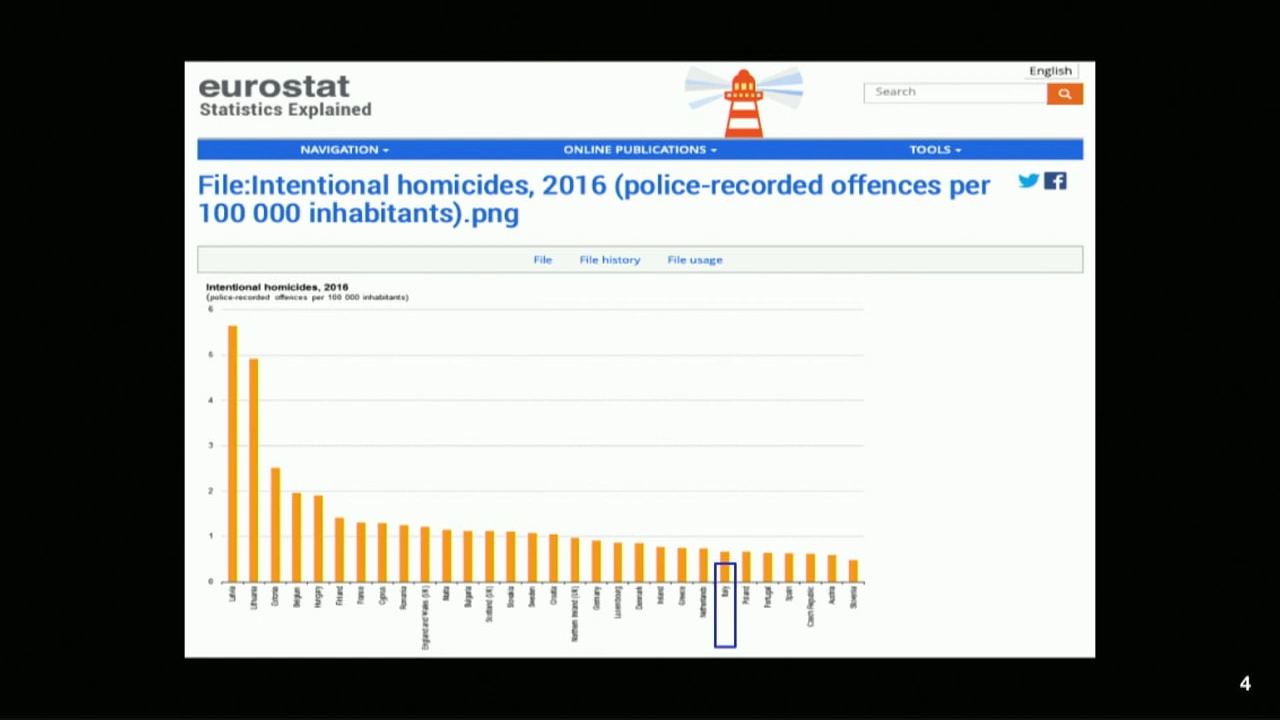 eurostat
Statistics Explained
English
Search
NAVIGATION
ONLINE PUBLICATIONS
TOOLS
File:Intentional homicides, 2016 (police-recorded offences per
100 000 inhabitants).png
File
File history
File usage
Intentional homicides, 2016
(police-recorded offences per 100 000 inhabitants)
6
5
4
3
2
1
0
Latvia
Lithuania
Estonia
Belgium
Hungary
Finland
France
Cyprus
Romania
England and Wales (UK)
Malta
Bulgaria
Scotland (UK)
Slovakia
Sweden
Croatia
Northern Ireland (UK)
Germany
Luxembourg
Denmark
Ireland
Greece
Netherlands
Italy
Poland
Portugal
Spain
Czech Republic
Austria
Slovenia
4